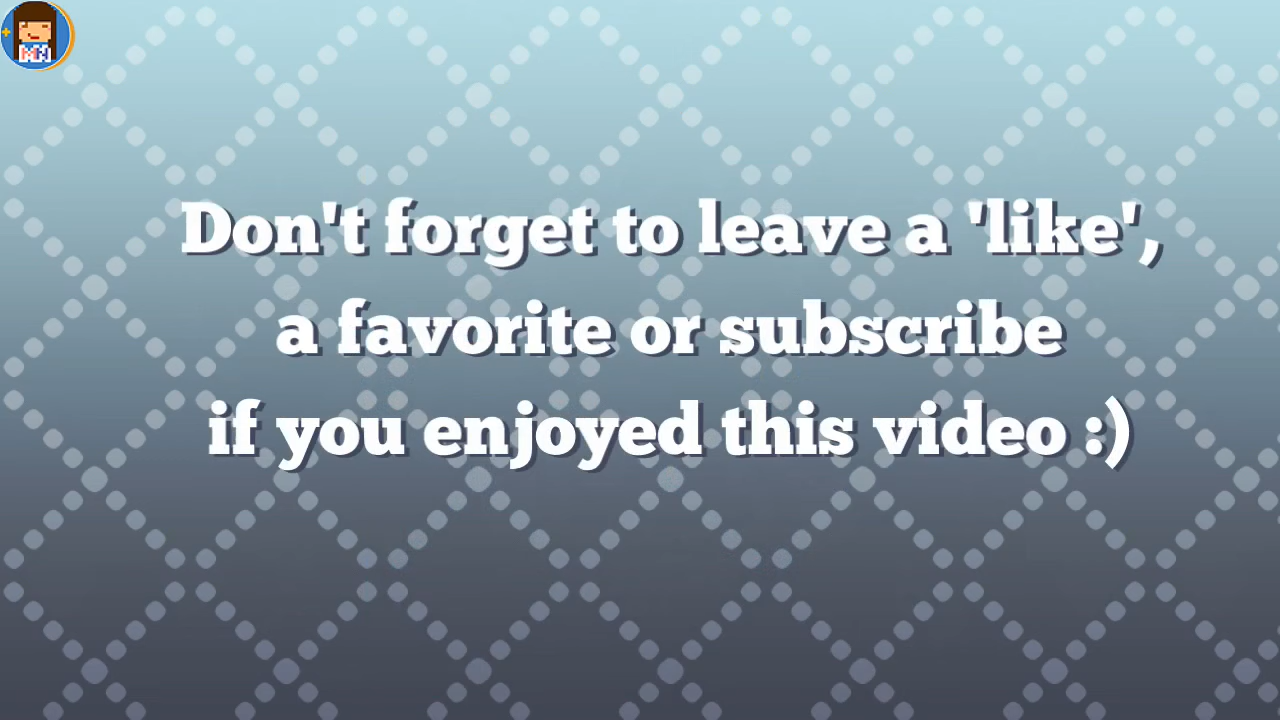 Don't forget to leave a 'like',
a favorite or subscribe
if you enjoyed this video :)